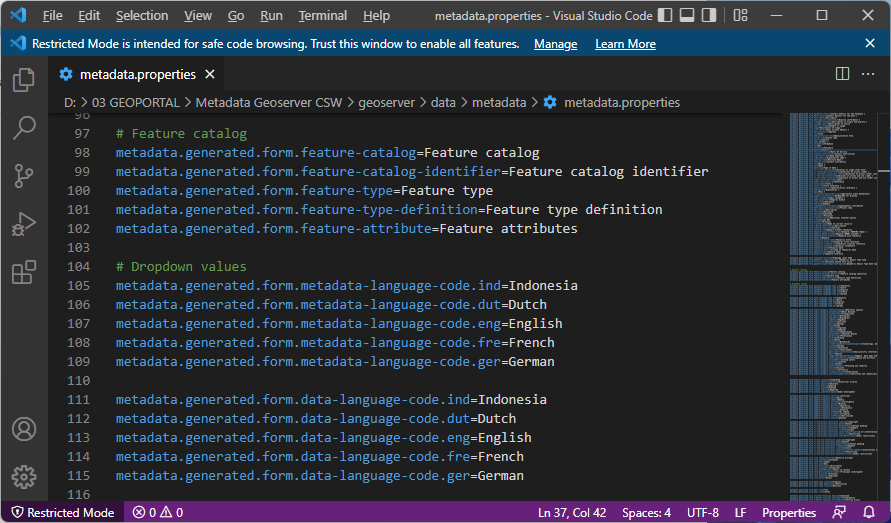 File Edit Selection View Go Run Terminal Help metadata.properties - Visual Studio Code
Restricted Mode is intended for safe code browsing. Trust this window to enable all features. Manage Learn More
metadata.properties
D: > 03 GEOPORTAL > Metadata Geoserver CSW > geoserver > data > metadata > metadata.properties
96
97 # Feature catalog
98 metadata.generated.form.feature-catalog=Feature catalog
99 metadata.generated.form.feature-catalog-identifier=Feature catalog identifier
100 metadata.generated.form.feature-type=Feature type
101 metadata.generated.form.feature-type-definition=Feature type definition
102 metadata.generated.form.feature-attribute=Feature attributes
103
104 # Dropdown values
105 metadata.generated.form.metadata-language-code.ind=Indonesia
106 metadata.generated.form.metadata-language-code.dut=Dutch
107 metadata.generated.form.metadata-language-code.eng=English
108 metadata.generated.form.metadata-language-code.fre=French
109 metadata.generated.form.metadata-language-code.ger=German
110
111 metadata.generated.form.data-language-code.ind=Indonesia
112 metadata.generated.form.data-language-code.dut=Dutch
113 metadata.generated.form.data-language-code.eng=English
114 metadata.generated.form.data-language-code.fre=French
115 metadata.generated.form.data-language-code.ger=German
116
Restricted Mode 0 0 Ln 37, Col 42 Spaces: 4 UTF-8 LF Properties